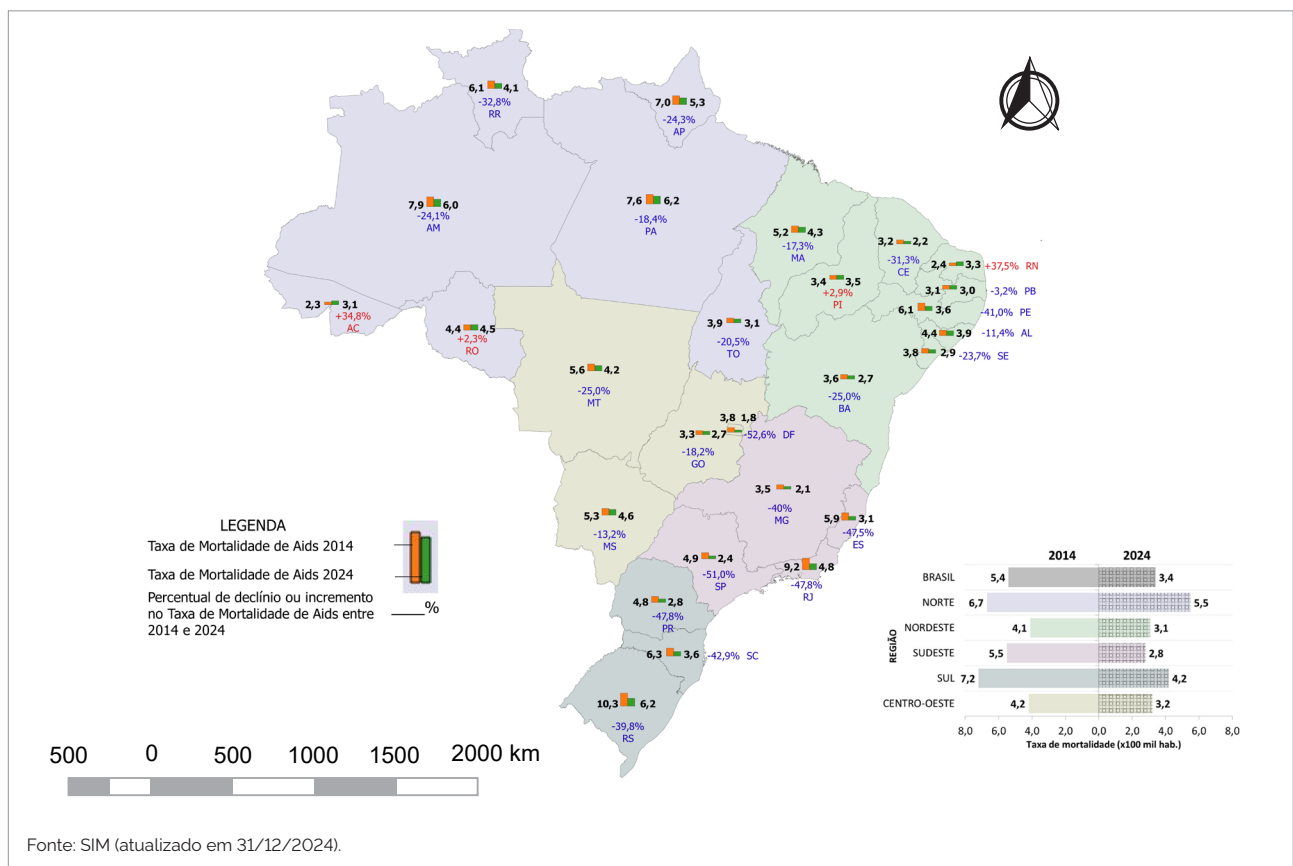 6,1 4,1
-32,8%
RR
7,0 5,3
-24,3%
AP
7,9 6,0
-24,1%
AM
7,6 6,2
-18,4%
PA
5,2 4,3
-17,3%
MA
3,2 2,2
-31,3%
CE
2,4 3,3 +37,5% RN
3,4 3,5
+2,9%
PI
3,1 3,0 -3,2% PB
6,1 3,6 -41,0% PE
4,4 3,9 -11,4% AL
3,8 2,9 -23,7% SE
2,3 3,1
+34,8%
AC
4,4 4,5
+2,3%
RO
3,9 3,1
-20,5%
TO
5,6 4,2
-25,0%
MT
3,6 2,7
-25,0%
BA
3,8 1,8
-52,6% DF
3,3 2,7
-18,2%
GO
3,5 2,1
-40%
MG
5,3 4,6
-13,2%
MS
5,9 3,1
-47,5%
ES
4,9 2,4
-51,0%
SP
9,2 4,8
-47,8%
RJ
4,8 2,8
-47,8%
PR
6,3 3,6 -42,9% SC
10,3 6,2
-39,8%
RS
LEGENDA
Taxa de Mortalidade de Aids 2014
Taxa de Mortalidade de Aids 2024
Percentual de declínio ou incremento
no Taxa de Mortalidade de Aids entre %
2014 e 2024
500 0 500 1000 1500 2000 km
2014 2024
REGIÃO
BRASIL 5,4 3,4
NORTE 6,7 5,5
NORDESTE 4,1 3,1
SUDESTE 5,5 2,8
SUL 7,2 4,2
CENTRO-OESTE 4,2 3,2
8,0 6,0 4,0 2,0 0,0 2,0 4,0 6,0 8,0
Taxa de mortalidade (x100 mil hab.)
Fonte: SIM (atualizado em 31/12/2024).